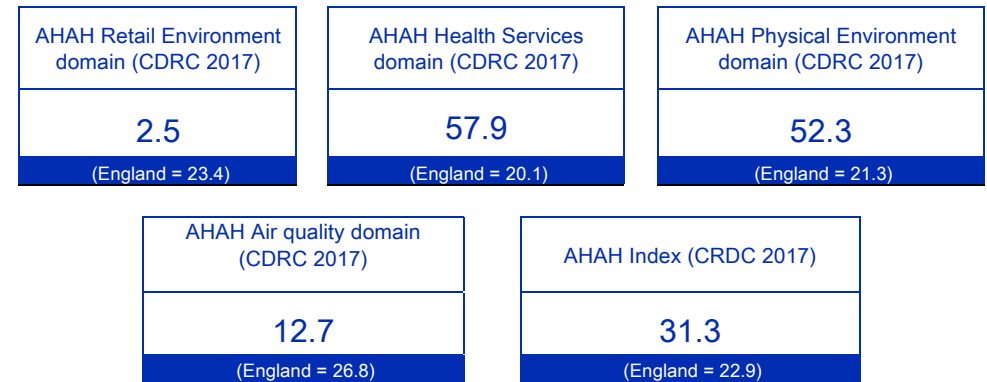 AHAH Retail Environment
domain (CDRC 2017)
2.5
(England = 23.4)
AHAH Health Services
domain (CDRC 2017)
57.9
(England = 20.1)
AHAH Physical Environment
domain (CDRC 2017)
52.3
(England = 21.3)
AHAH Air quality domain
(CDRC 2017)
12.7
(England = 26.8)
AHAH Index (CRDC 2017)
31.3
(England = 22.9)